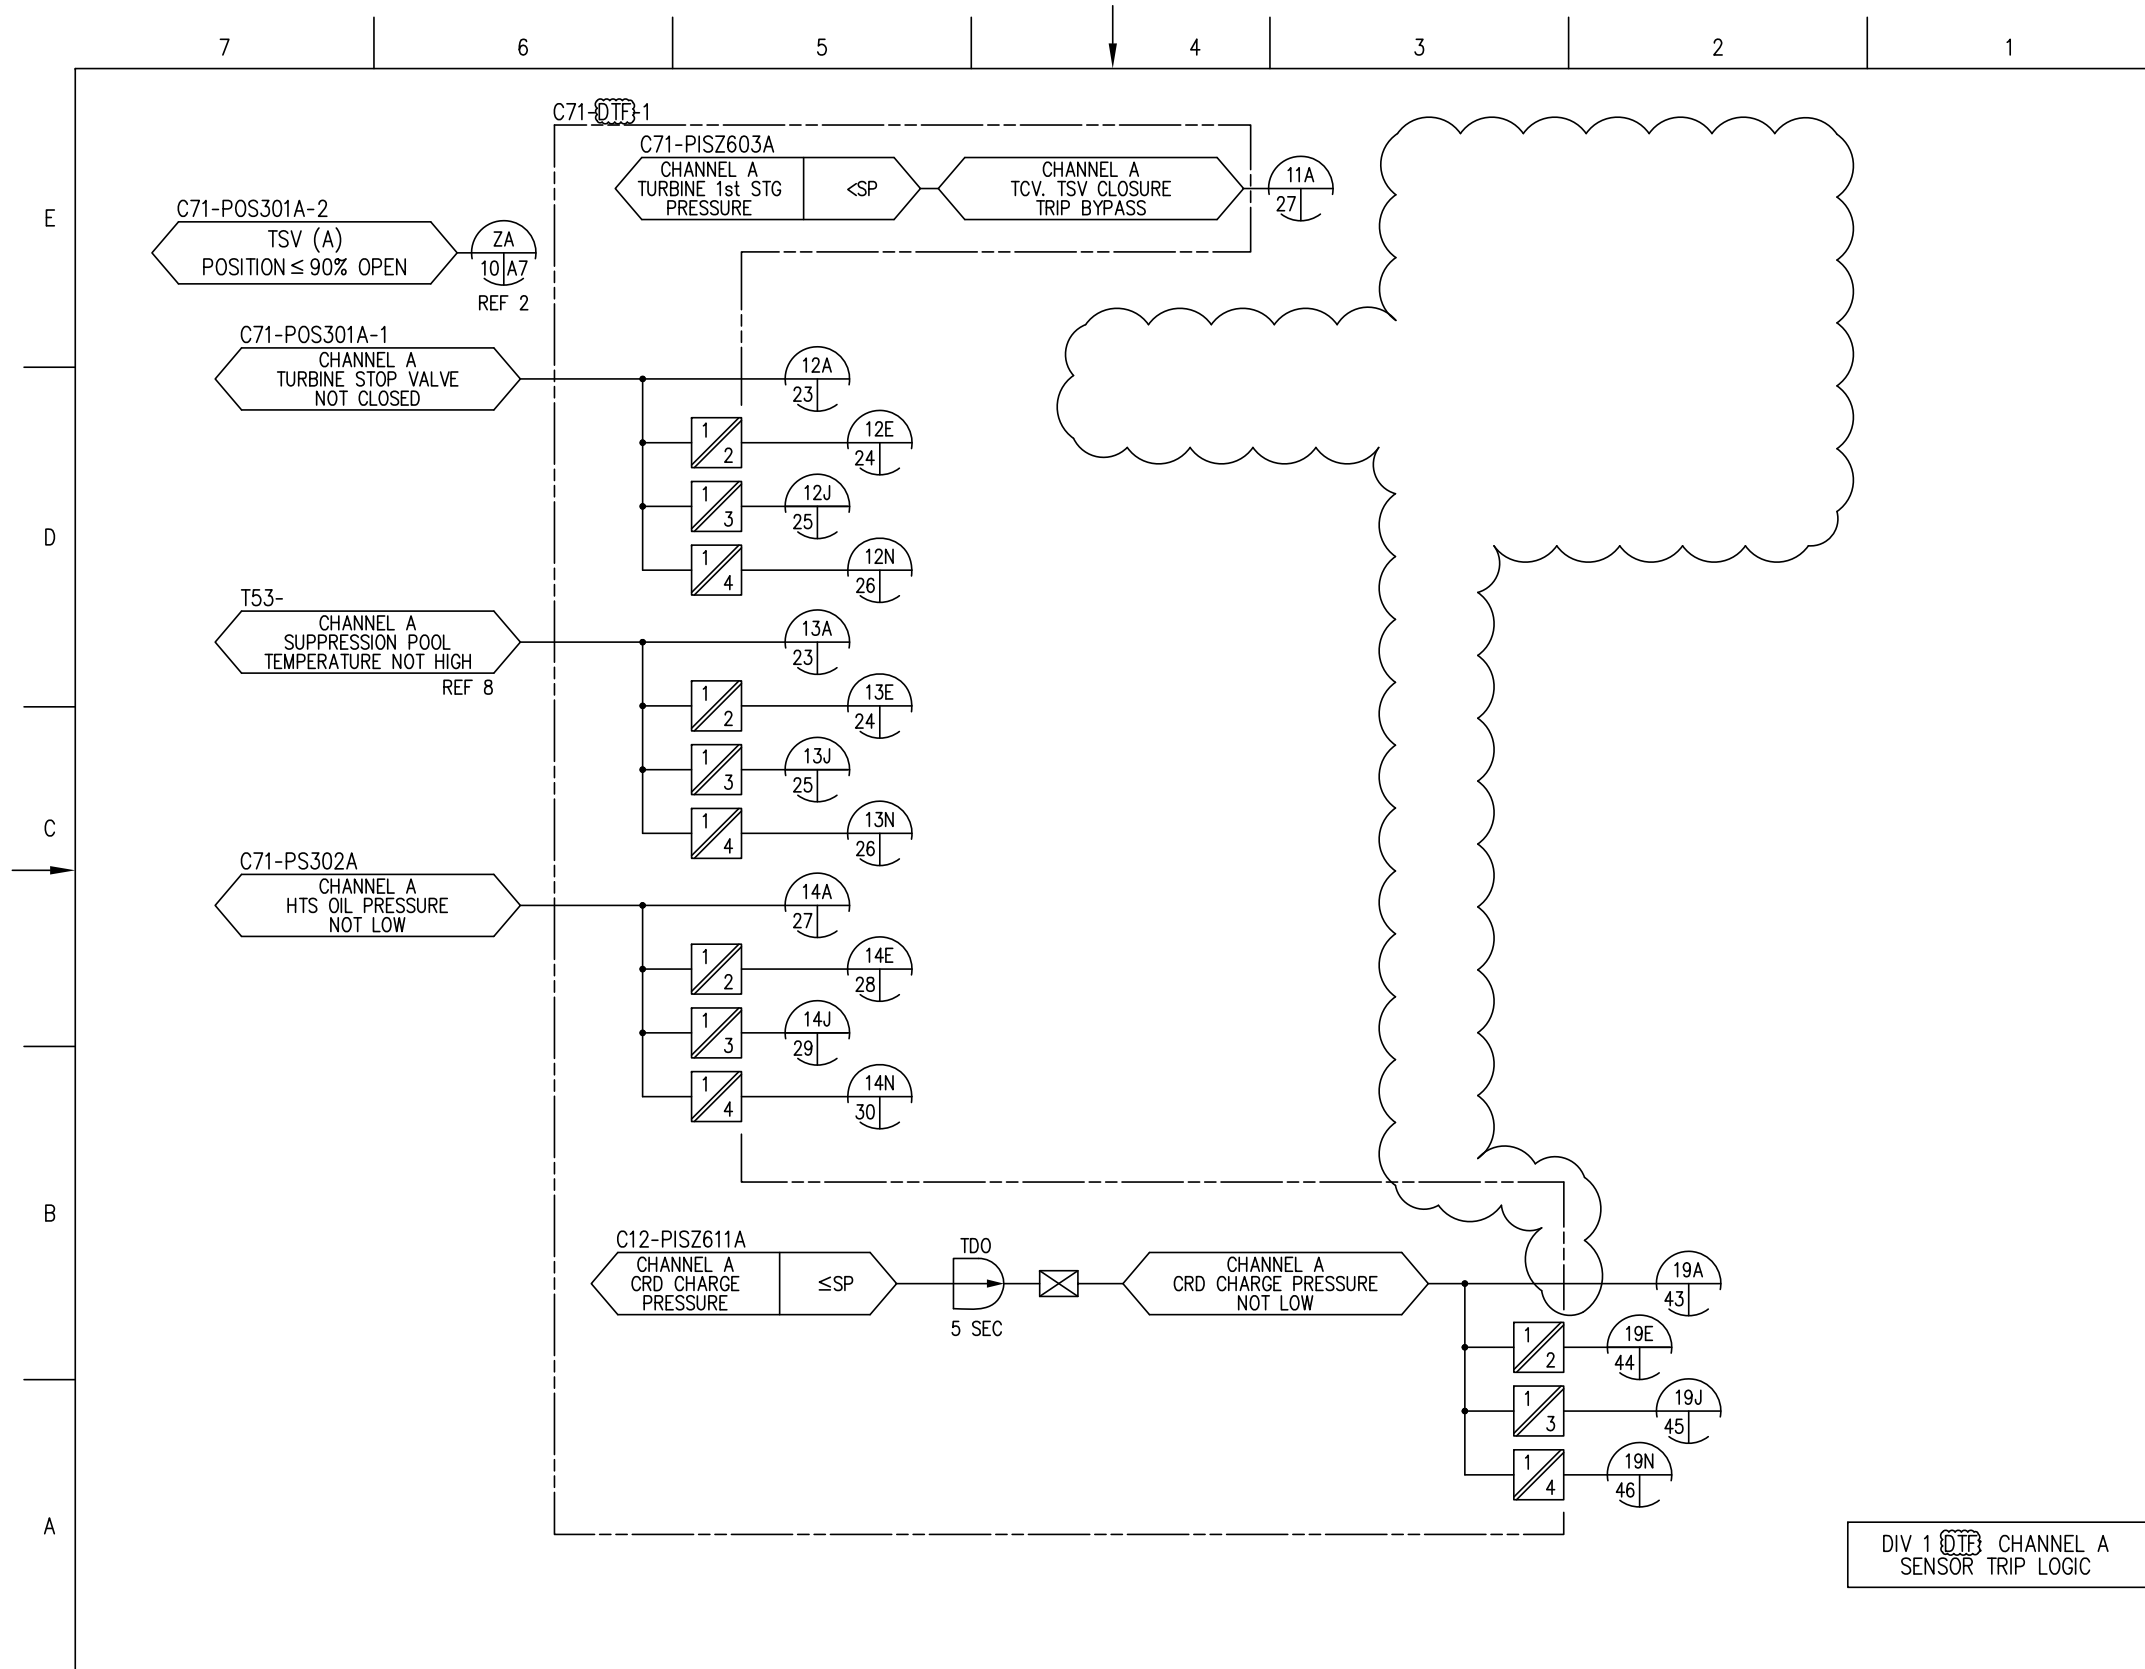 7 6 5 4 3 2 1
C71-DTF-1
C71-PISZ603A
CHANNEL A
TURBINE 1st STG
PRESSURE
<SP
CHANNEL A
TCV. TSV CLOSURE
TRIP BYPASS
11A
27
E
C71-POS301A-2
TSV (A)
POSITION ≤ 90% OPEN
ZA
10 A7
REF 2
C71-POS301A-1
CHANNEL A
TURBINE STOP VALVE
NOT CLOSED
12A
23
1
2
12E
24
1
3
12J
25
D
1
4
12N
26
T53-
CHANNEL A
SUPPRESSION POOL
TEMPERATURE NOT HIGH
REF 8
13A
23
1
2
13E
24
1
3
13J
25
C
1
4
13N
26
C71-PS302A
CHANNEL A
HTS OIL PRESSURE
NOT LOW
14A
27
1
2
14E
28
1
3
14J
29
1
4
14N
30
B
C12-PISZ611A
CHANNEL A
CRD CHARGE
PRESSURE
≤SP
TDO
5 SEC
CHANNEL A
CRD CHARGE PRESSURE
NOT LOW
19A
43
1
2
19E
44
1
3
19J
45
1
4
19N
46
A
DIV 1 DTF CHANNEL A
SENSOR TRIP LOGIC